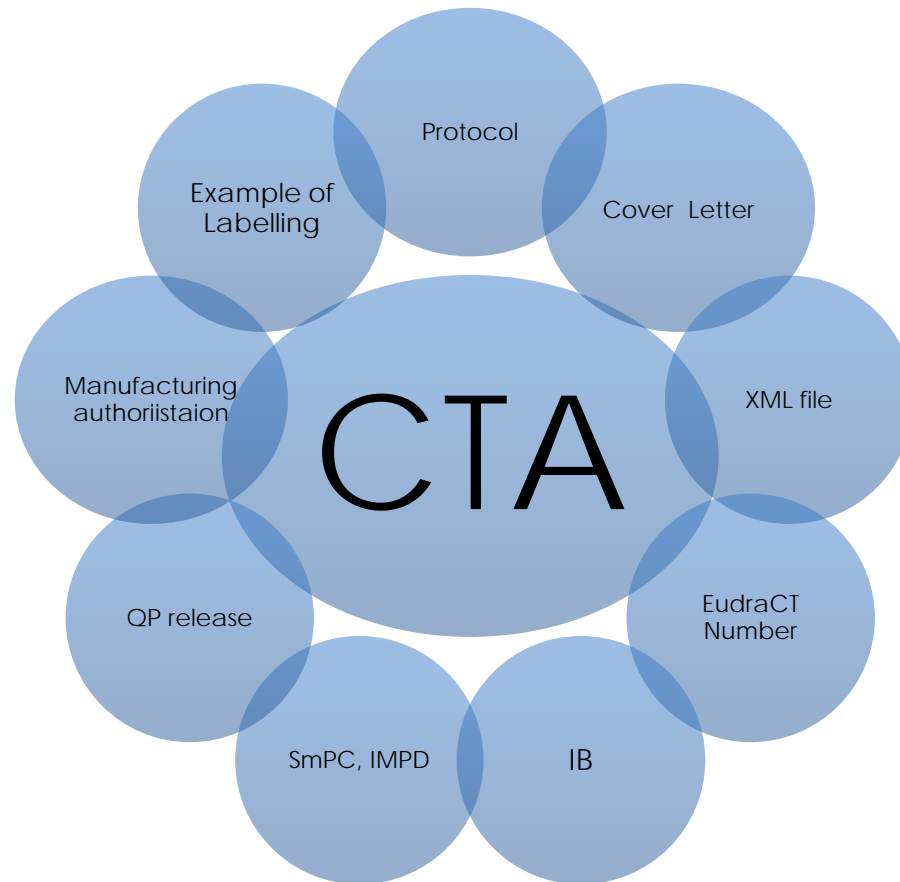 Protocol
Cover Letter
XML file
EudraCT
Number
IB
SmPC, IMPD
QP release
Manufacturing
authoriistaion
Example of
Labelling
CTA